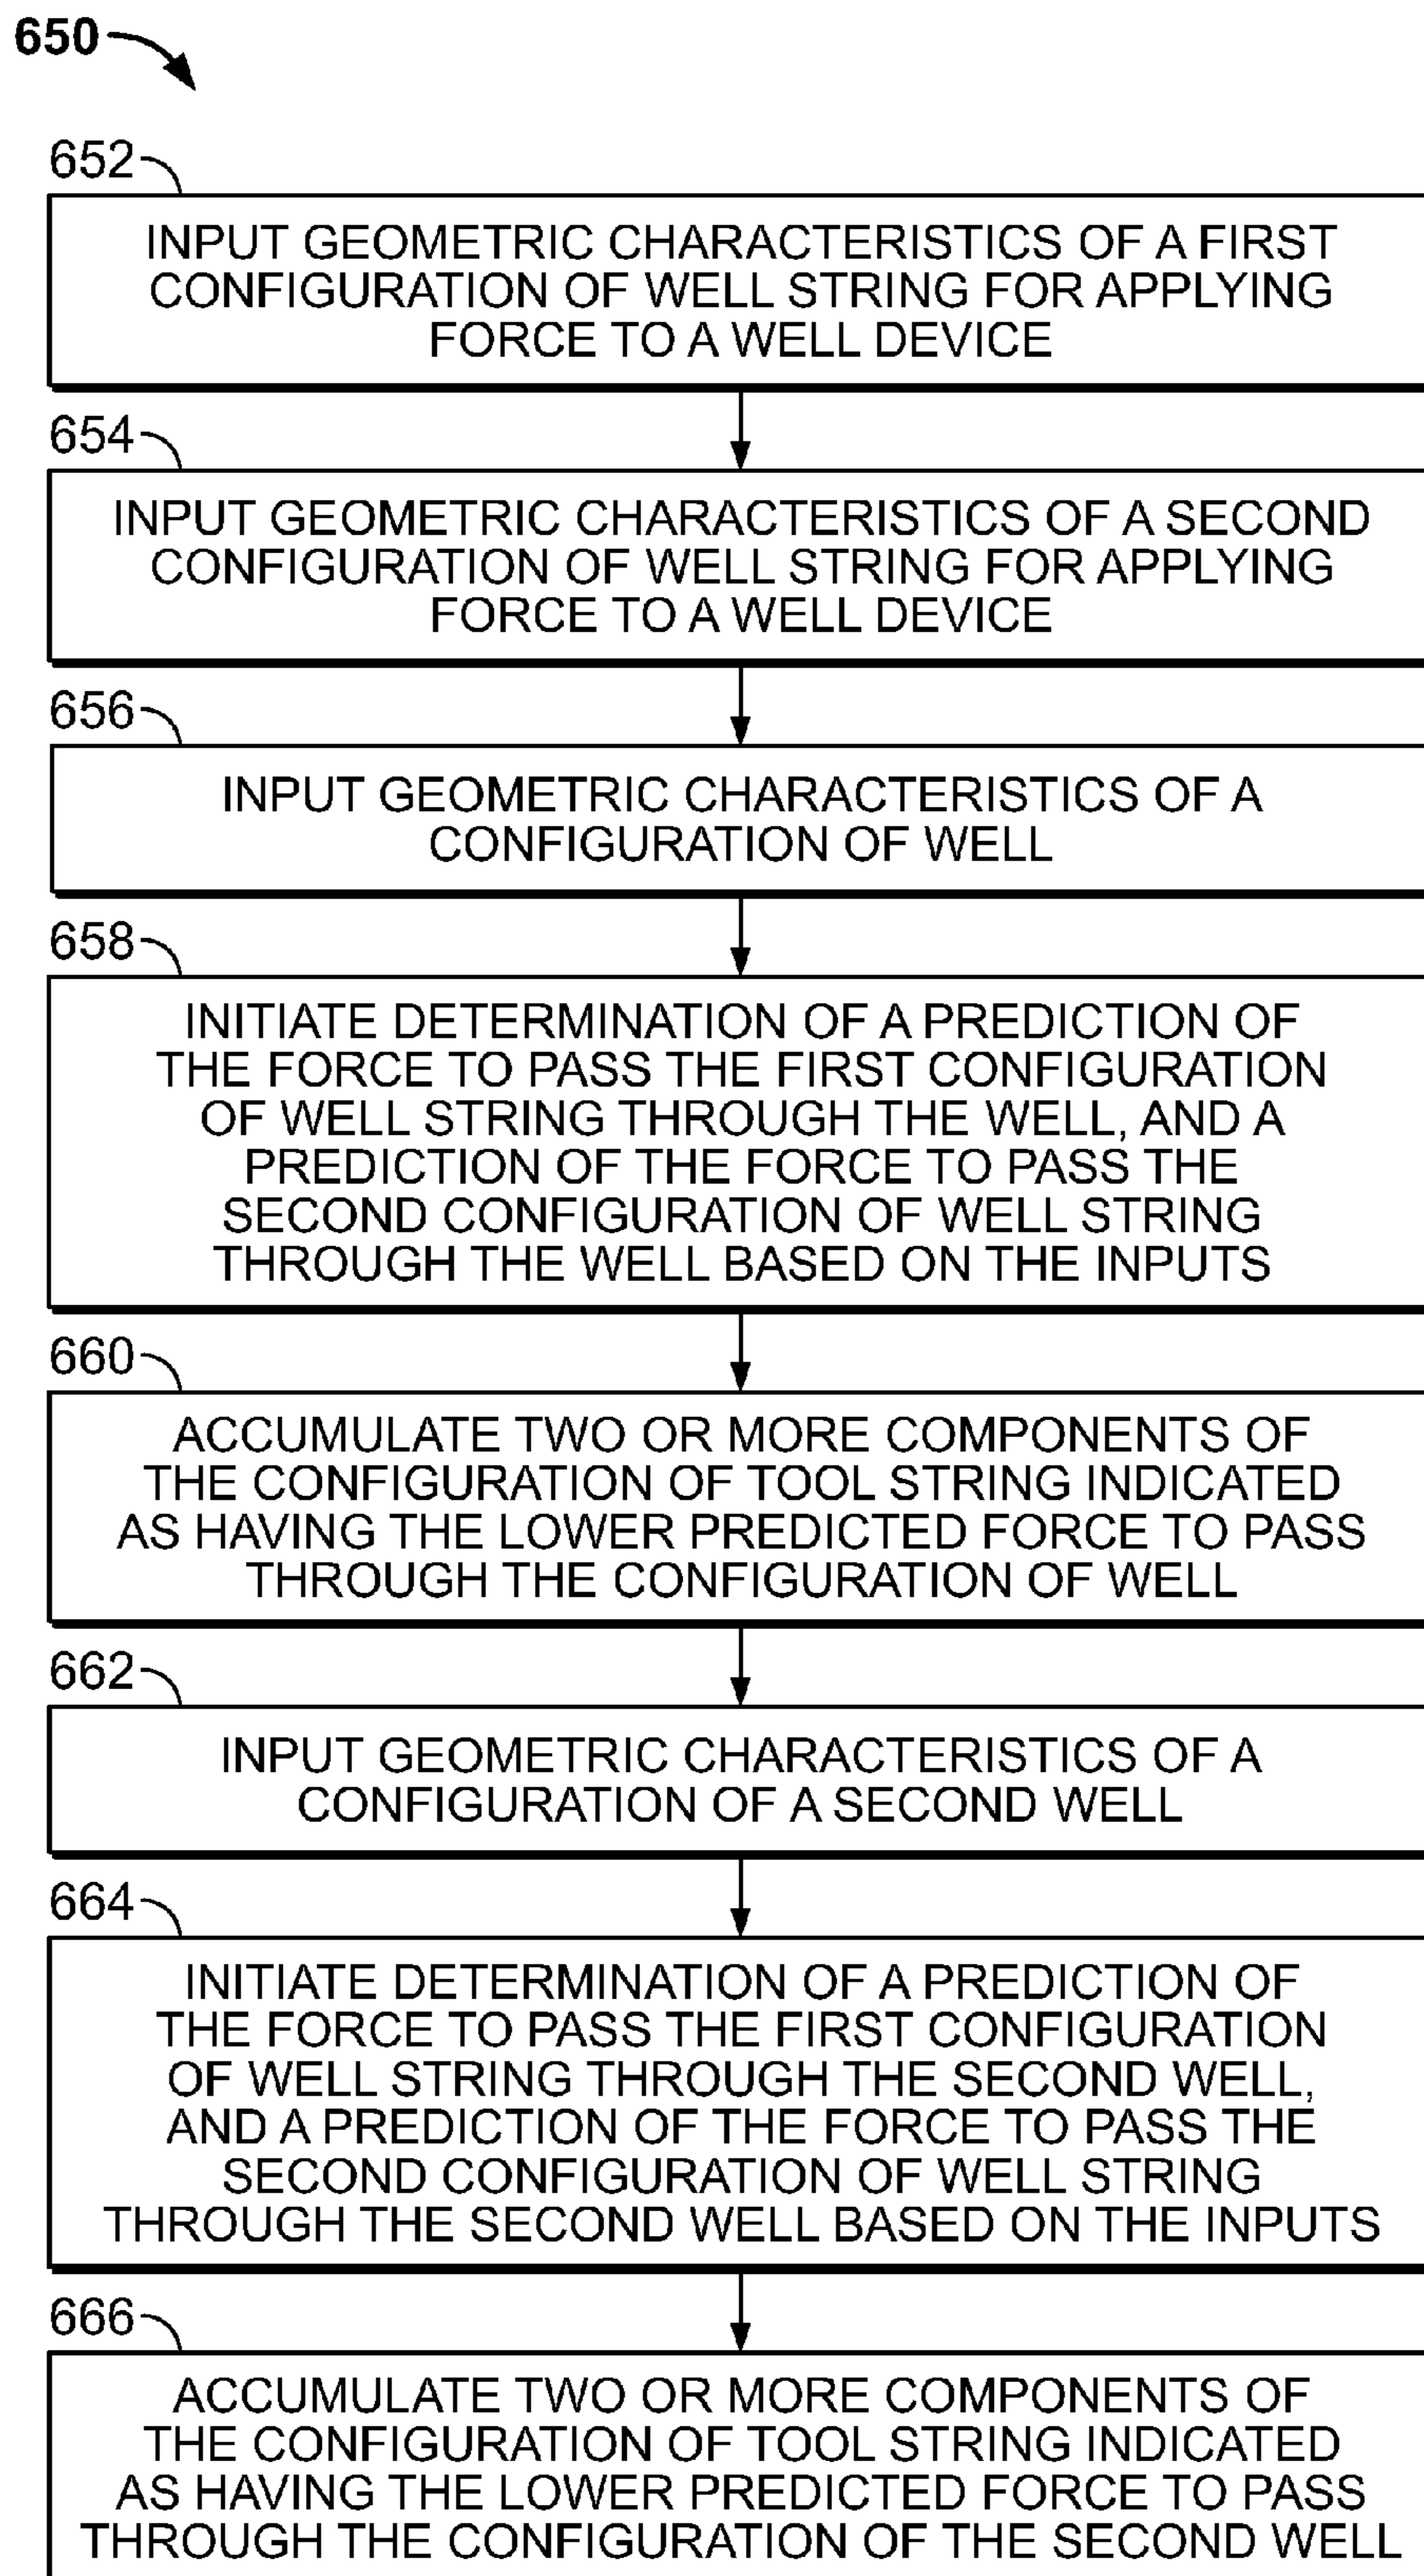 650
652
INPUT GEOMETRIC CHARACTERISTICS OF A FIRST
CONFIGURATION OF WELL STRING FOR APPLYING
FORCE TO A WELL DEVICE
654
INPUT GEOMETRIC CHARACTERISTICS OF A SECOND
CONFIGURATION OF WELL STRING FOR APPLYING
FORCE TO A WELL DEVICE
656
INPUT GEOMETRIC CHARACTERISTICS OF A
CONFIGURATION OF WELL
658
INITIATE DETERMINATION OF A PREDICTION OF
THE FORCE TO PASS THE FIRST CONFIGURATION
OF WELL STRING THROUGH THE WELL, AND A
PREDICTION OF THE FORCE TO PASS THE
SECOND CONFIGURATION OF WELL STRING
THROUGH THE WELL BASED ON THE INPUTS
660
ACCUMULATE TWO OR MORE COMPONENTS OF
THE CONFIGURATION OF TOOL STRING INDICATED
AS HAVING THE LOWER PREDICTED FORCE TO PASS
THROUGH THE CONFIGURATION OF WELL
662
INPUT GEOMETRIC CHARACTERISTICS OF A
CONFIGURATION OF A SECOND WELL
664
INITIATE DETERMINATION OF A PREDICTION OF
THE FORCE TO PASS THE FIRST CONFIGURATION
OF WELL STRING THROUGH THE SECOND WELL,
AND A PREDICTION OF THE FORCE TO PASS THE
SECOND CONFIGURATION OF WELL STRING
THROUGH THE SECOND WELL BASED ON THE INPUTS
666
ACCUMULATE TWO OR MORE COMPONENTS OF
THE CONFIGURATION OF TOOL STRING INDICATED
AS HAVING THE LOWER PREDICTED FORCE TO PASS
THROUGH THE CONFIGURATION OF THE SECOND WELL